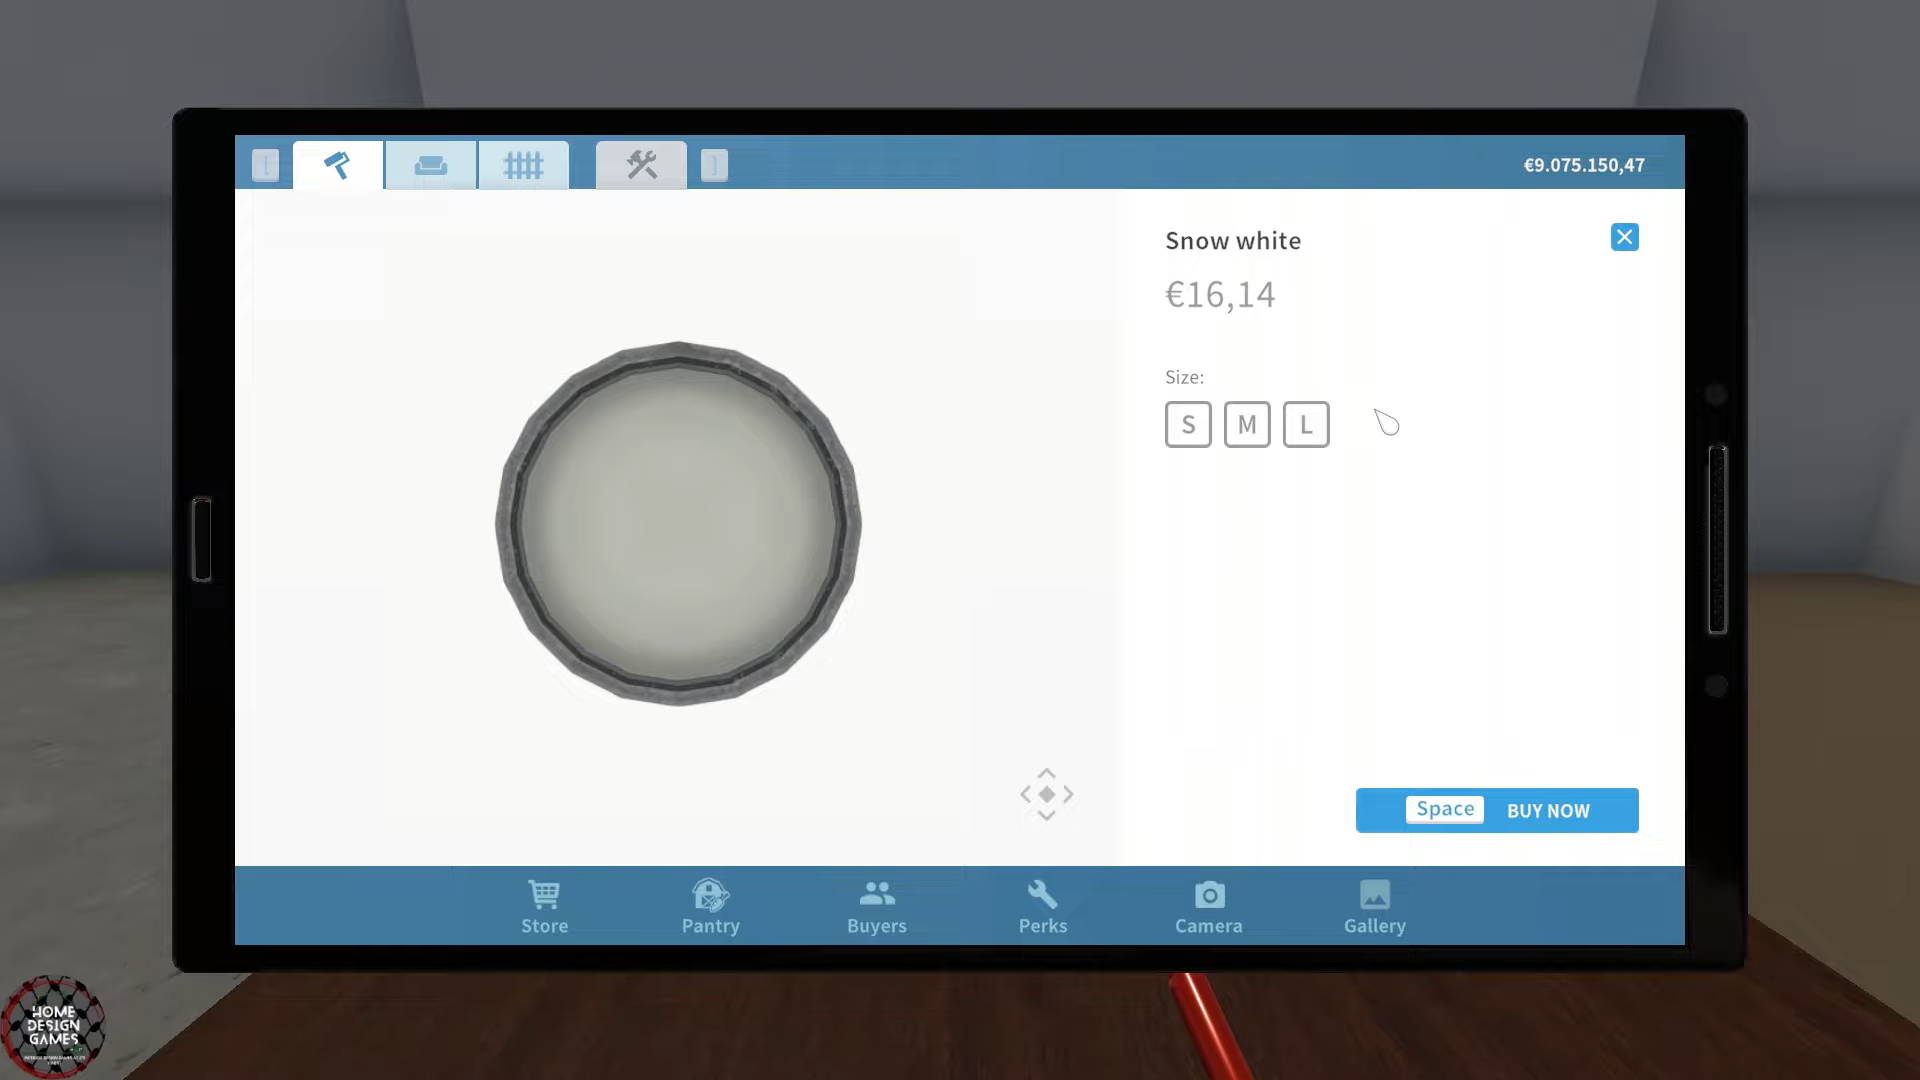 [
]
€9.075.150,47
Snow white
€16,14
Size:
S M L
Space BUY NOW
Store Pantry Buyers Perks Camera Gallery
HOME
DESIGN
GAMES